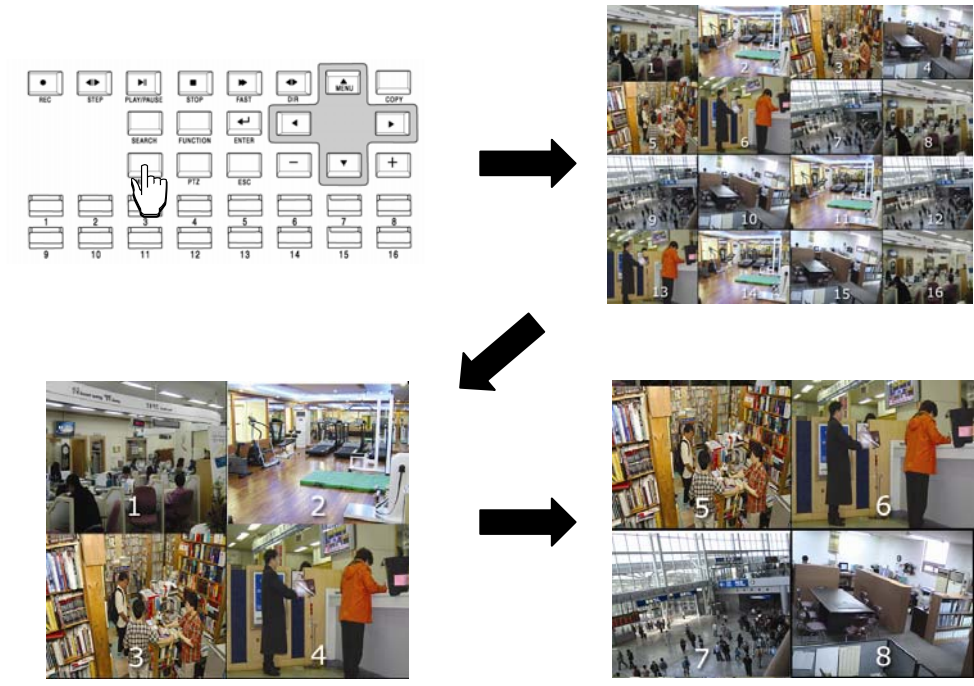 REC STEP PLAY/PAUSE STOP FAST DIR MENU COPY
SEARCH FUNCTION ENTER
PTZ ESC
1 2 3 4 5 6 7 8
9 10 11 12 13 14 15 16
1 2 3 4
5 6 7 8
9 10 11 12
13 14 15 16
1 2
3 4
5 6
7 8